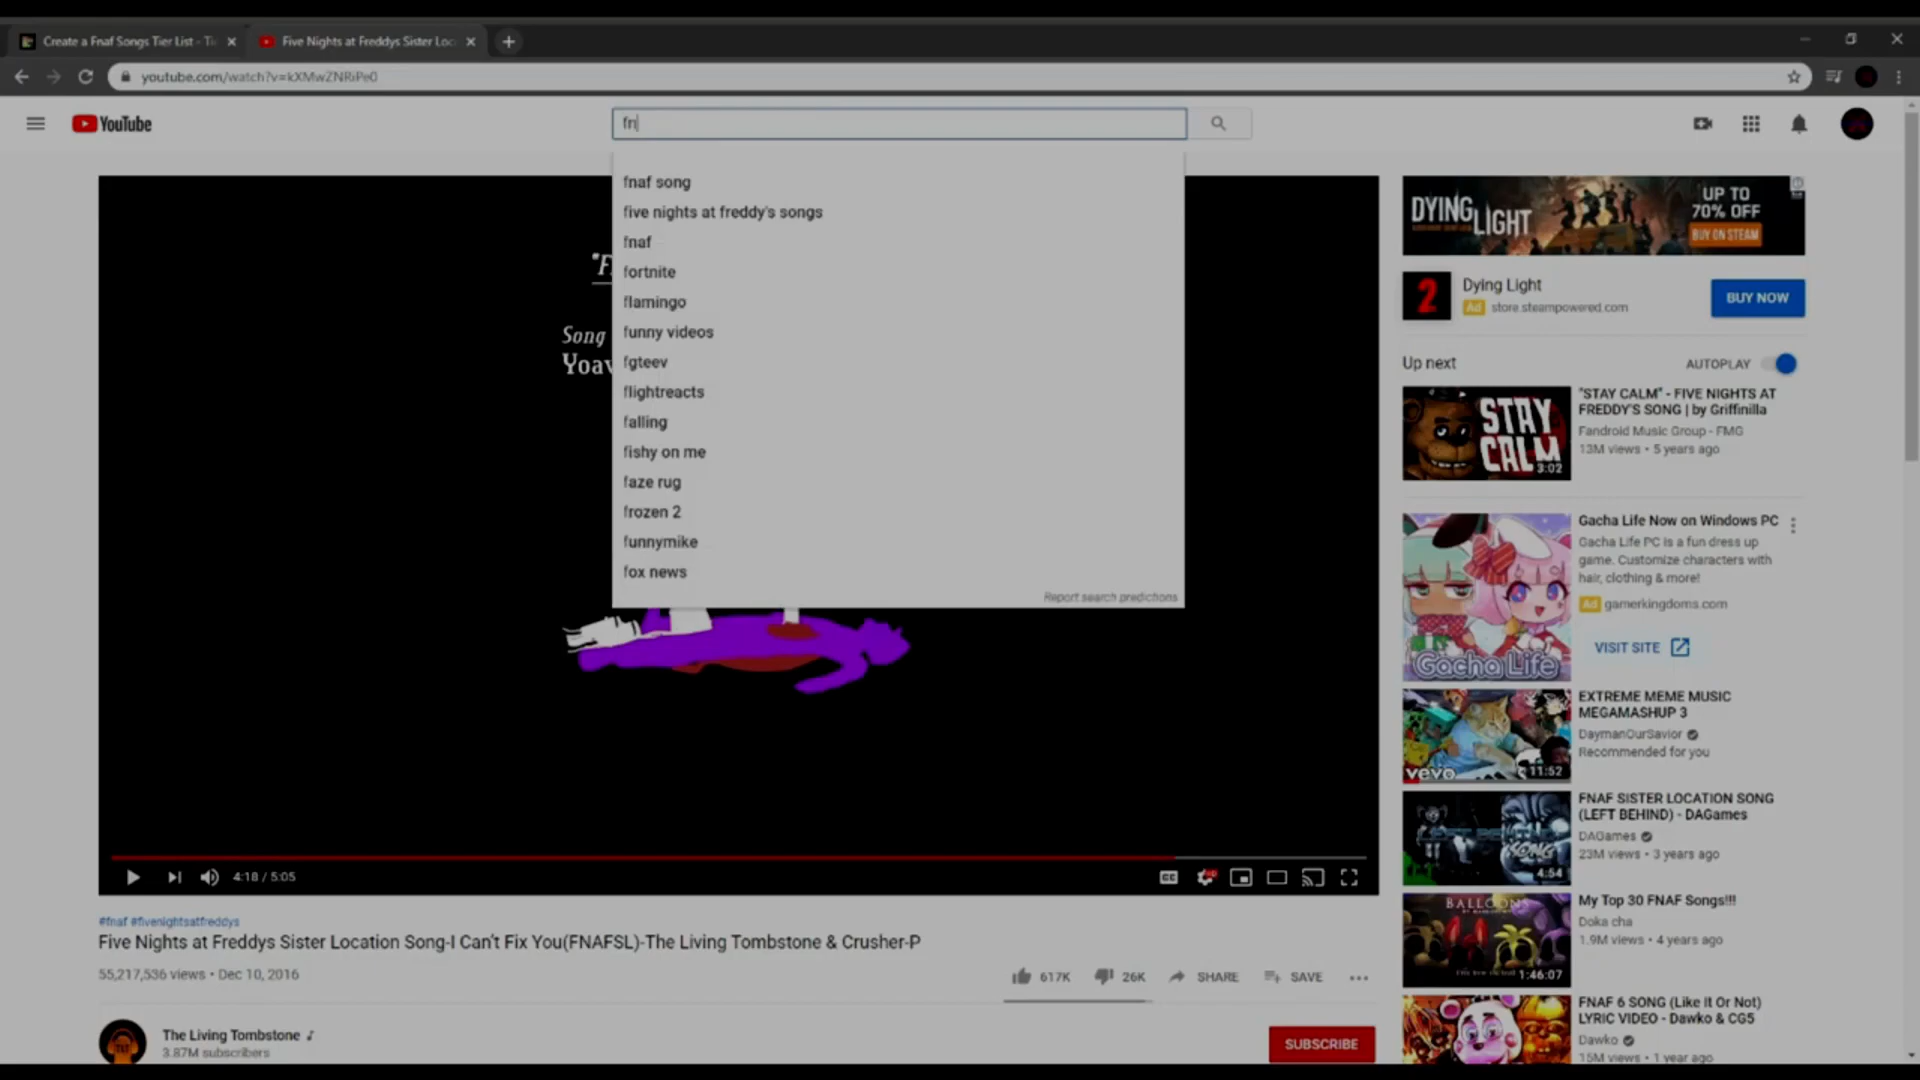 Create a Fnaf Songs Tier List - Ti
Five Nights at Freddys Sister Loc
youtube.com/watch?v=kXMwZNRiPe0
YouTube
fn
fnaf song
five nights at freddy's songs
fnaf
fortnite
flamingo
funny videos
fgteev
flightreacts
falling
fishy on me
faze rug
frozen 2
funnymike
fox news
Report search predictions
"F
Song
Yoav
4:18 / 5:05
CC
HD
#fnaf #fivenightsatfreddys
Five Nights at Freddys Sister Location Song-I Can't Fix You(FNAFSL)-The Living Tombstone & Crusher-P
55,217,536 views • Dec 10, 2016
617K
26K
SHARE
SAVE
The Living Tombstone
3.87M subscribers
SUBSCRIBE
DYING LIGHT
UP TO
70% OFF
BUY ON STEAM
2
Dying Light
Ad store.steampowered.com
BUY NOW
Up next
AUTOPLAY
STAY
CALM
3:02
"STAY CALM" - FIVE NIGHTS AT
FREDDY'S SONG | by Griffinilla
Fandroid Music Group - FMG
13M views • 5 years ago
Gacha Life
Gacha Life Now on Windows PC
Gacha Life PC is a fun dress up
game. Customize characters with
hair, clothing & more!
Ad gamerkingdoms.com
VISIT SITE
vevo
11:52
EXTREME MEME MUSIC
MEGAMASHUP 3
DaymanOurSavior
Recommended for you
LEFT BEHIND
SONG
4:54
FNAF SISTER LOCATION SONG
(LEFT BEHIND) - DAGames
DAGames
23M views • 3 years ago
BALLOONS
1:46:07
My Top 30 FNAF Songs!!!
Doka cha
1.9M views • 4 years ago
FNAF 6 SONG (Like It Or Not)
LYRIC VIDEO - Dawko & CG5
Dawko
15M views • 1 year ago